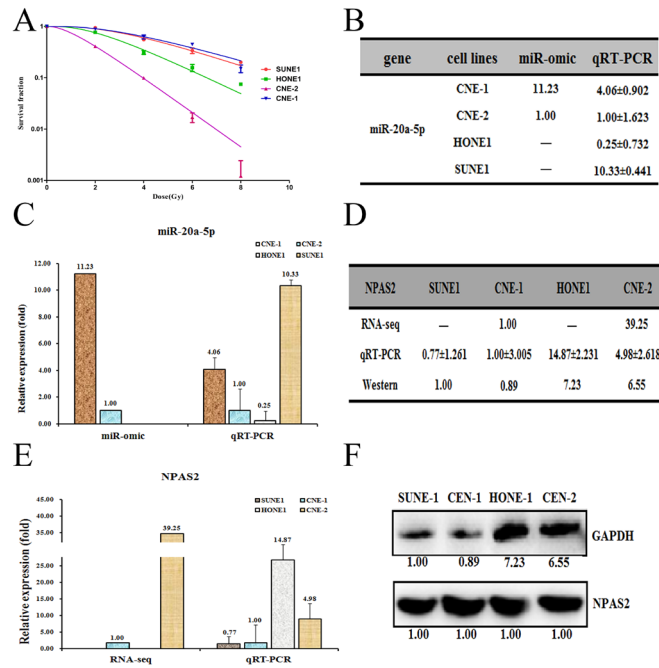 A
Survival fraction
1
0.1
0.01
0.001
0 2 4 6 8 10
Dose(Gy)
SUNE1
HONE1
CNE-2
CNE-1
B
gene cell lines miR-omic qRT-PCR
miR-20a-5p
CNE-1 11.23 4.06±0.902
CNE-2 1.00 1.00±1.623
HONE1 — 0.25±0.732
SUNE1 — 10.33±0.441
C
miR-20a-5p
CNE-1 CNE-2
HONE1 SUNE1
Relative expression (fold)
12.00
10.00
8.00
6.00
4.00
2.00
0.00
11.23
1.00
4.06
1.00
0.25
10.33
miR-omic qRT-PCR
D
NPAS2 SUNE1 CNE-1 HONE1 CNE-2
RNA-seq — 1.00 — 39.25
qRT-PCR 0.77±1.261 1.00±3.005 14.87±2.231 4.98±2.618
Western 1.00 0.89 7.23 6.55
E
NPAS2
SUNE1 CNE-1
HONE1 CNE-2
Relative expression (fold)
45.00
35.00
25.00
20.00
15.00
10.00
5.00
0.00
1.00
39.25
0.77
1.00
14.87
4.98
RNA-seq qRT-PCR
F
SUNE-1 CEN-1 HONE-1 CEN-2
GAPDH
1.00 0.89 7.23 6.55
NPAS2
1.00 1.00 1.00 1.00